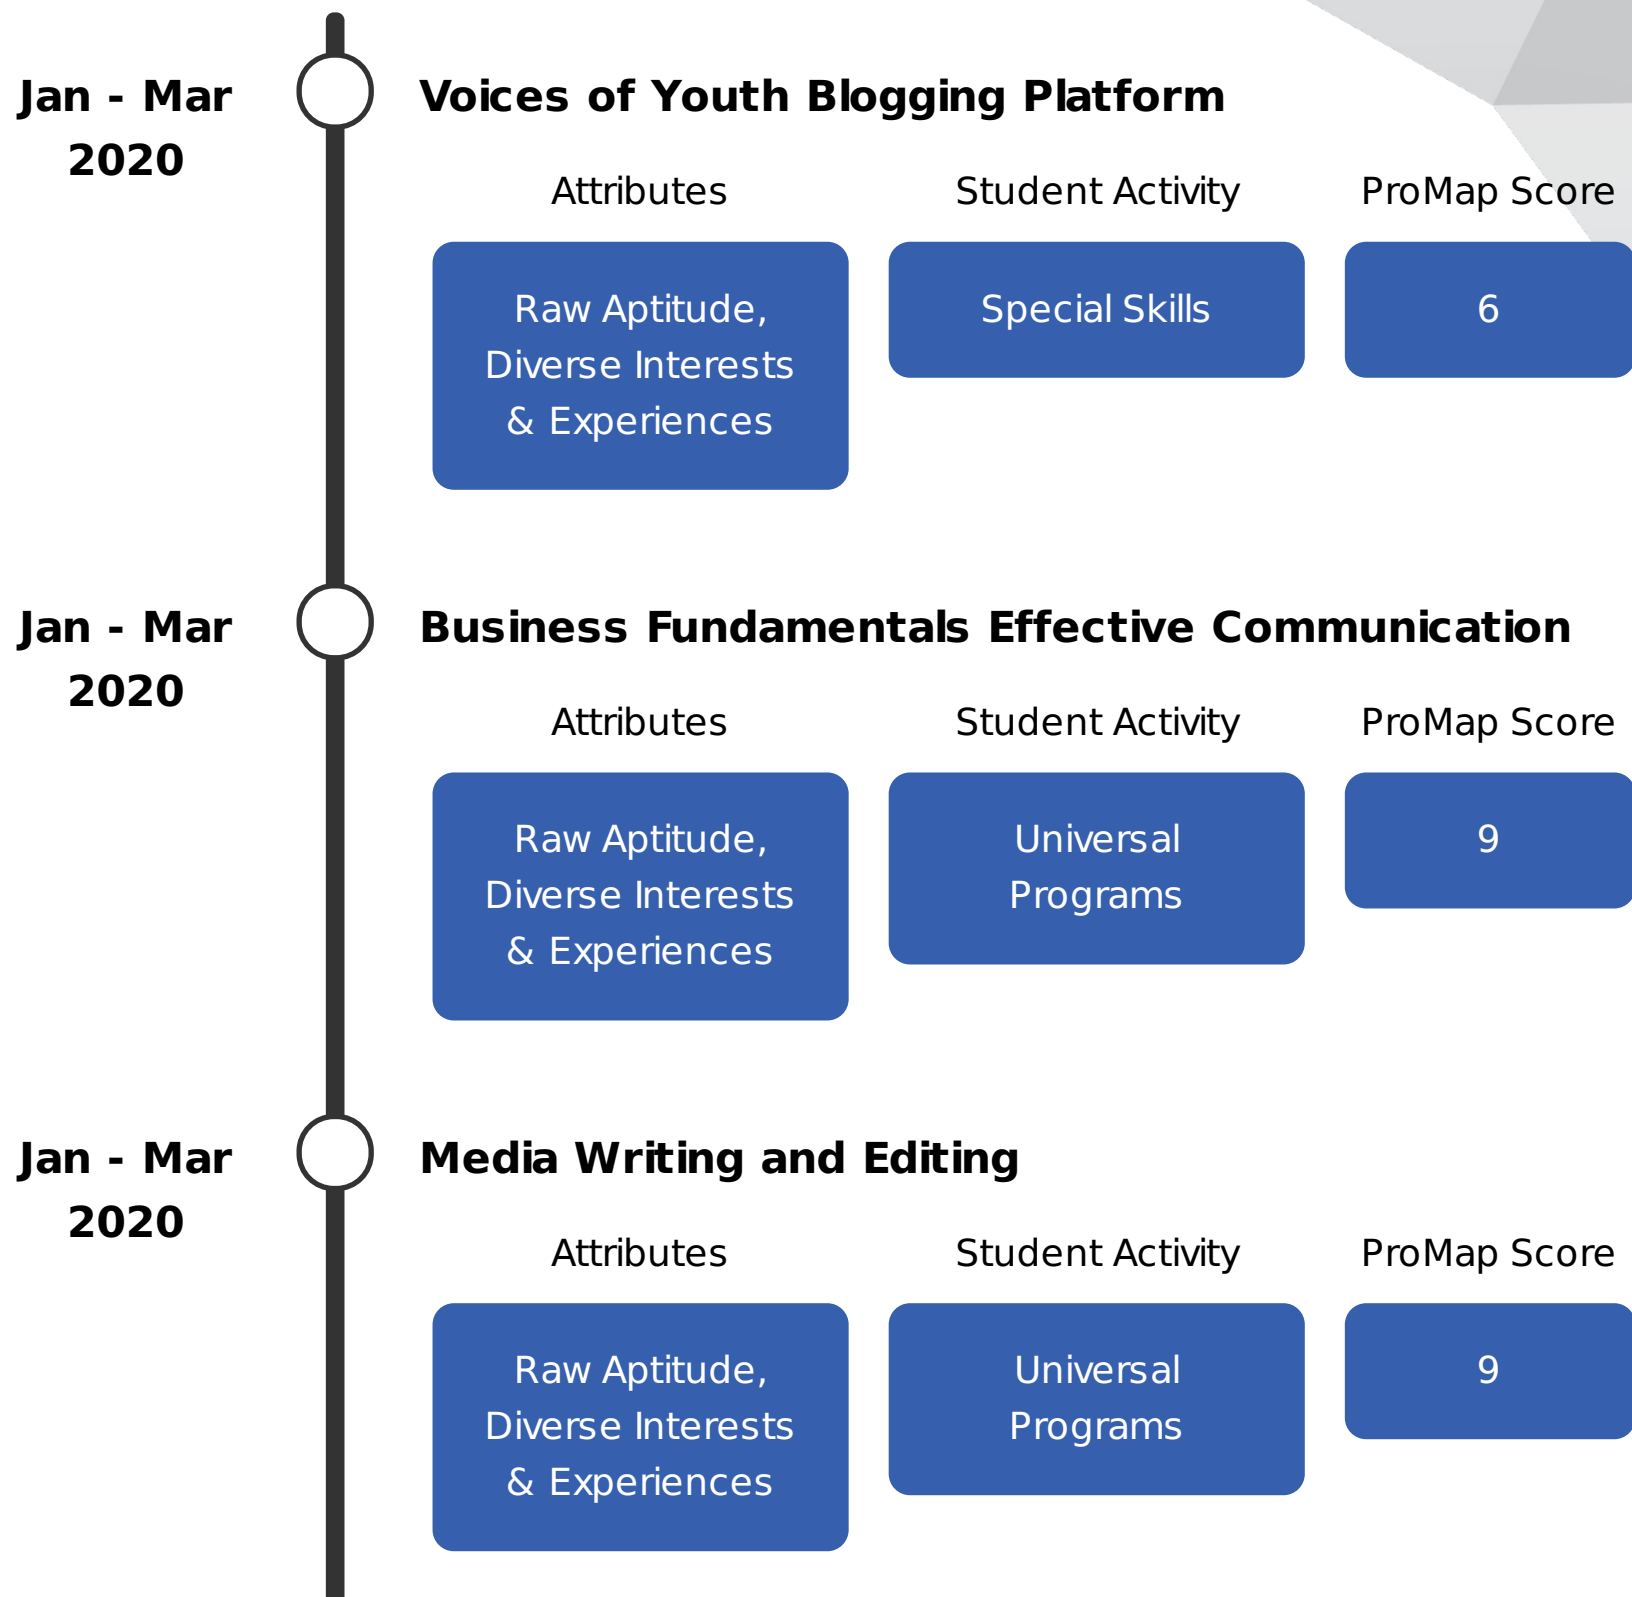 Jan - Mar
2020
Voices of Youth Blogging Platform
Attributes
Student Activity
ProMap Score
Raw Aptitude,
Diverse Interests
& Experiences
Special Skills
6
Jan - Mar
2020
Business Fundamentals Effective Communication
Attributes
Student Activity
ProMap Score
Raw Aptitude,
Diverse Interests
& Experiences
Universal
Programs
9
Jan - Mar
2020
Media Writing and Editing
Attributes
Student Activity
ProMap Score
Raw Aptitude,
Diverse Interests
& Experiences
Universal
Programs
9